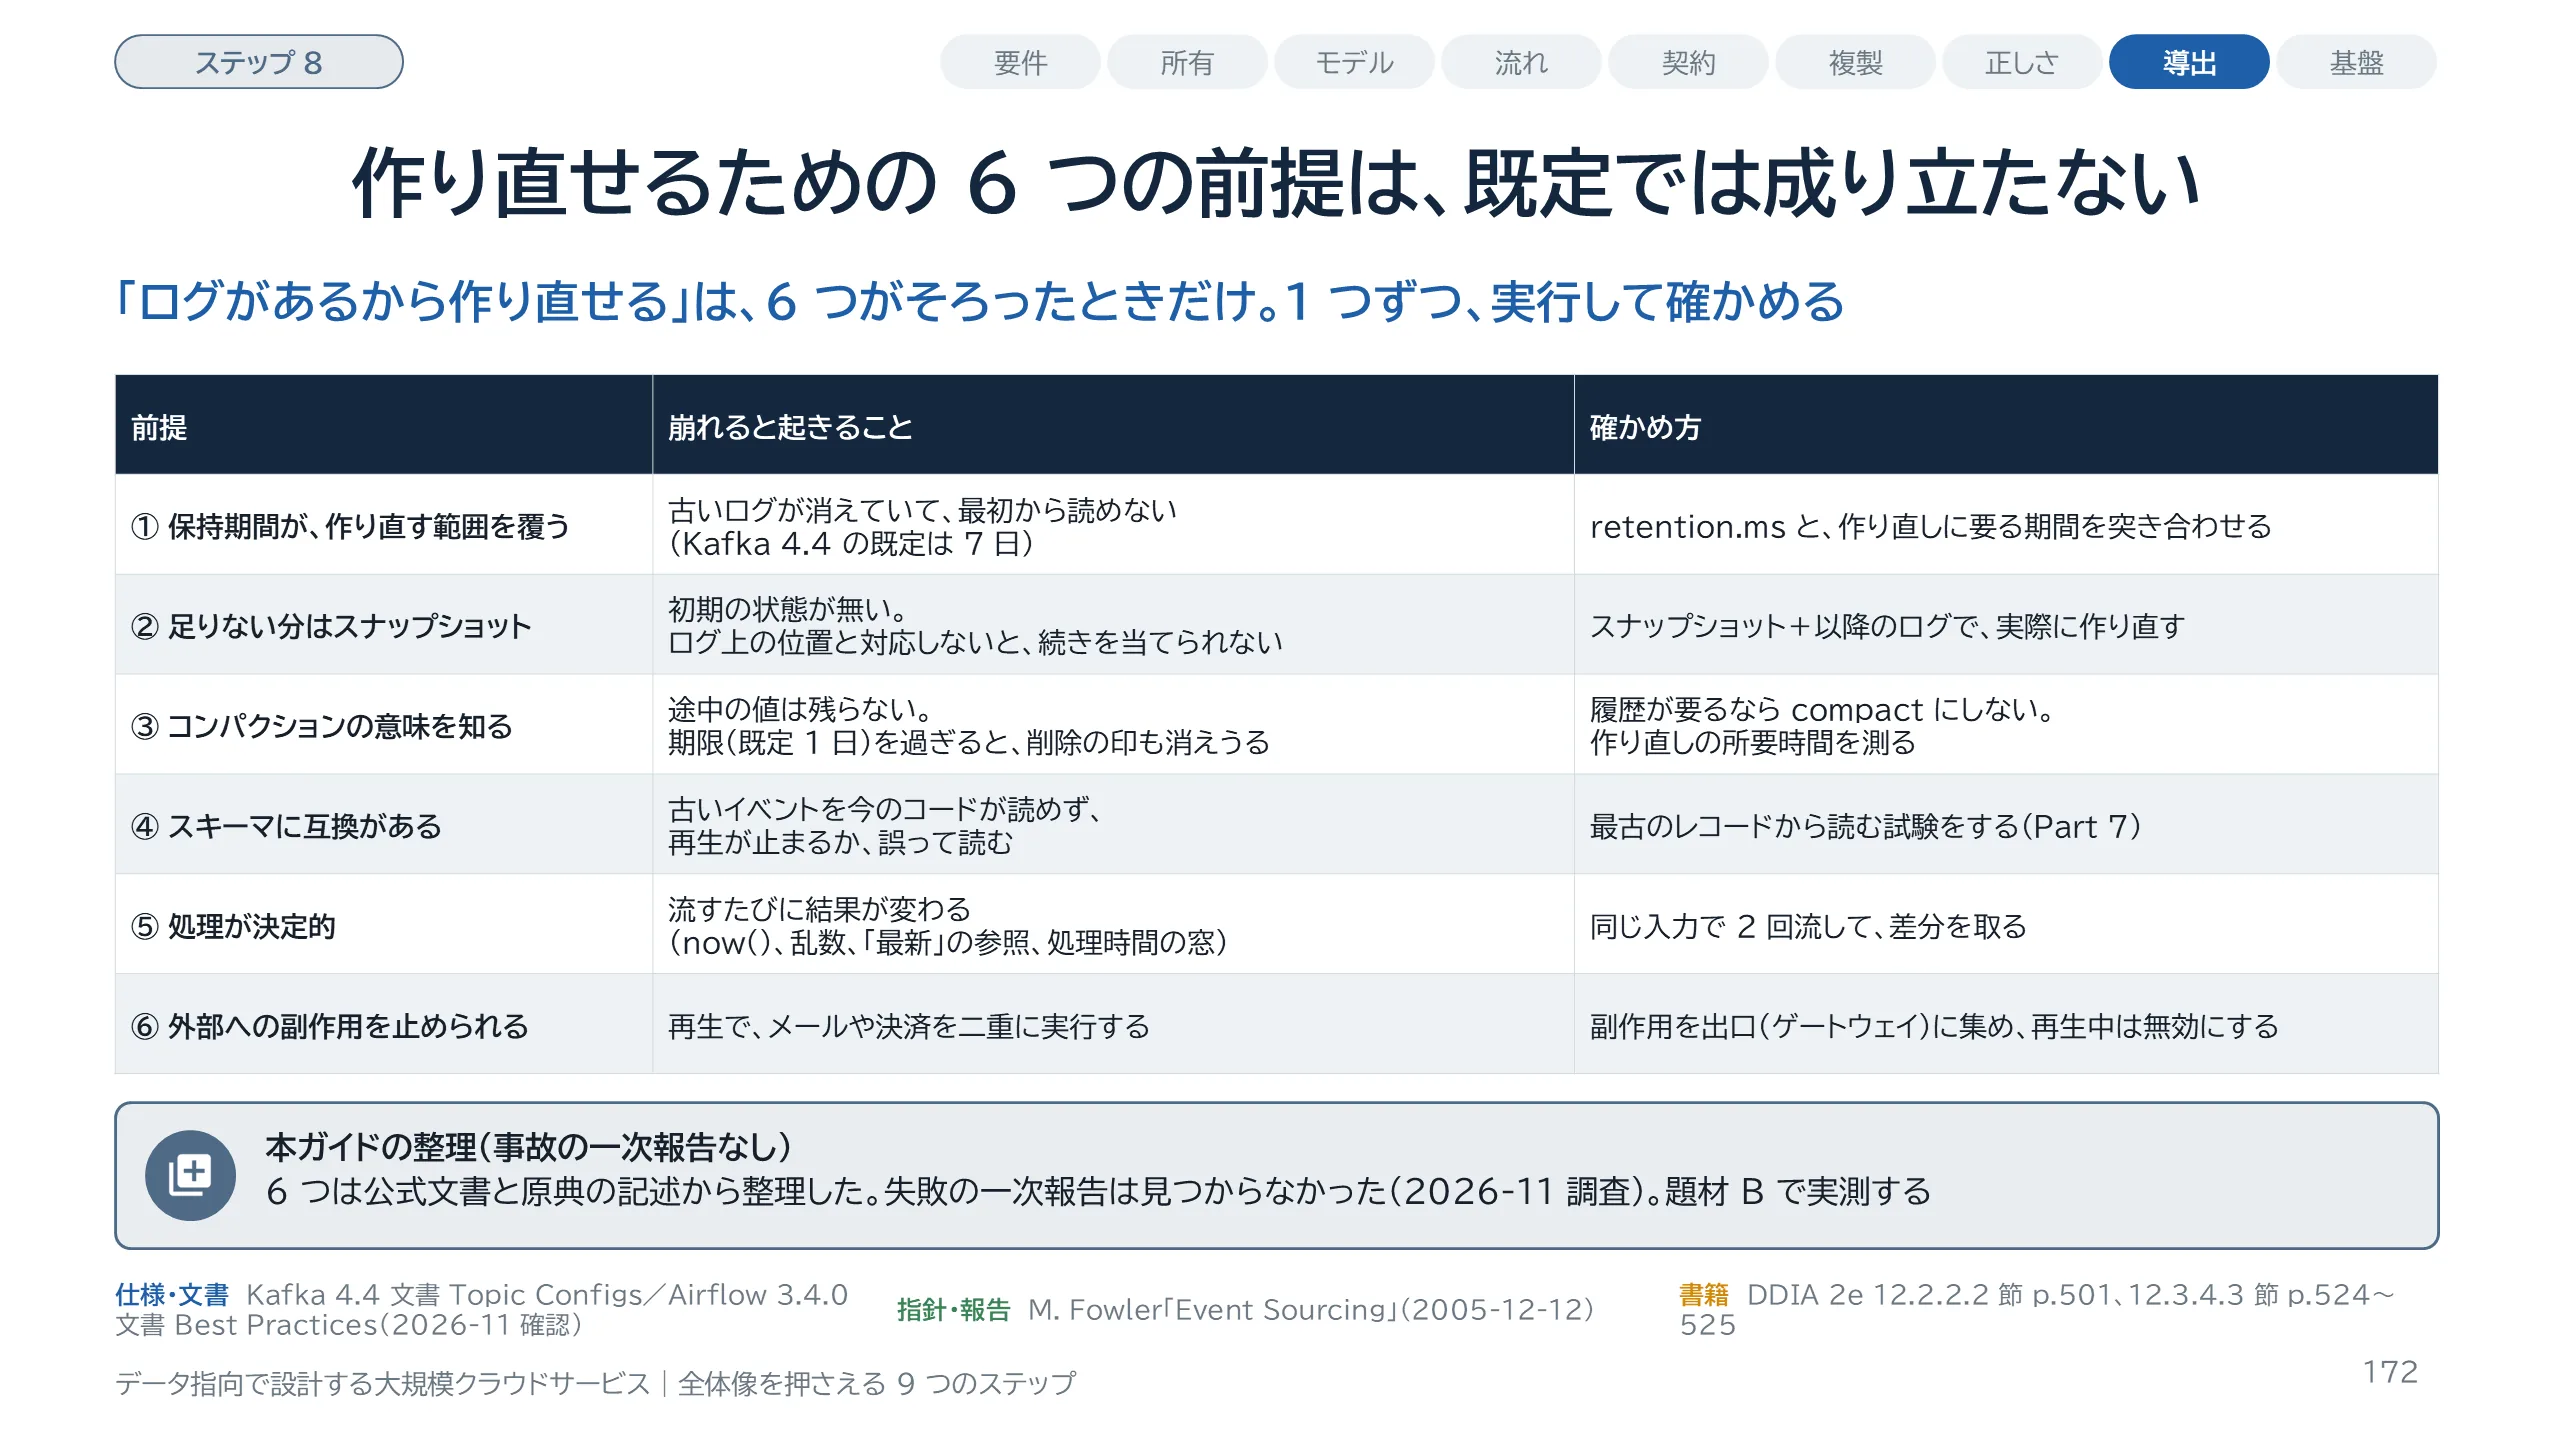 ステップ 8
要件
所有
モデル
流れ
契約
複製
正しさ
導出
基盤
作り直せるための 6 つの前提は、既定では成り立たない
「ログがあるから作り直せる」は、6 つがそろったときだけ。1 つずつ、実行して確かめる
前提
崩れると起きること
確かめ方
① 保持期間が、作り直す範囲を覆う
古いログが消えていて、最初から読めない
（Kafka 4.4 の既定は 7 日）
retention.ms と、作り直しに要る期間を突き合わせる
② 足りない分はスナップショット
初期の状態が無い。
ログ上の位置と対応しないと、続きを当てられない
スナップショット＋以降のログで、実際に作り直す
③ コンパクションの意味を知る
途中の値は残らない。
期限（既定 1 日）を過ぎると、削除の印も消えうる
履歴が要るなら compact にしない。
作り直しの所要時間を測る
④ スキーマに互換がある
古いイベントを今のコードが読めず、
再生が止まるか、誤って読む
最古のレコードから読む試験をする（Part 7）
⑤ 処理が決定的
流すたびに結果が変わる
（now()、乱数、「最新」の参照、処理時間の窓）
同じ入力で 2 回流して、差分を取る
⑥ 外部への副作用を止められる
再生で、メールや決済を二重に実行する
副作用を出口（ゲートウェイ）に集め、再生中は無効にする
本ガイドの整理（事故の一次報告なし）
6 つは公式文書と原典の記述から整理した。失敗の一次報告は見つからなかった（2026-11 調査）。題材 B で実測する
仕様・文書 Kafka 4.4 文書 Topic Configs／Airflow 3.4.0
文書 Best Practices（2026-11 確認）
指針・報告 M. Fowler「Event Sourcing」（2005-12-12）
書籍 DDIA 2e 12.2.2.2 節 p.501、12.3.4.3 節 p.524～
525
データ指向で設計する大規模クラウドサービス｜全体像を押さえる 9 つのステップ
172